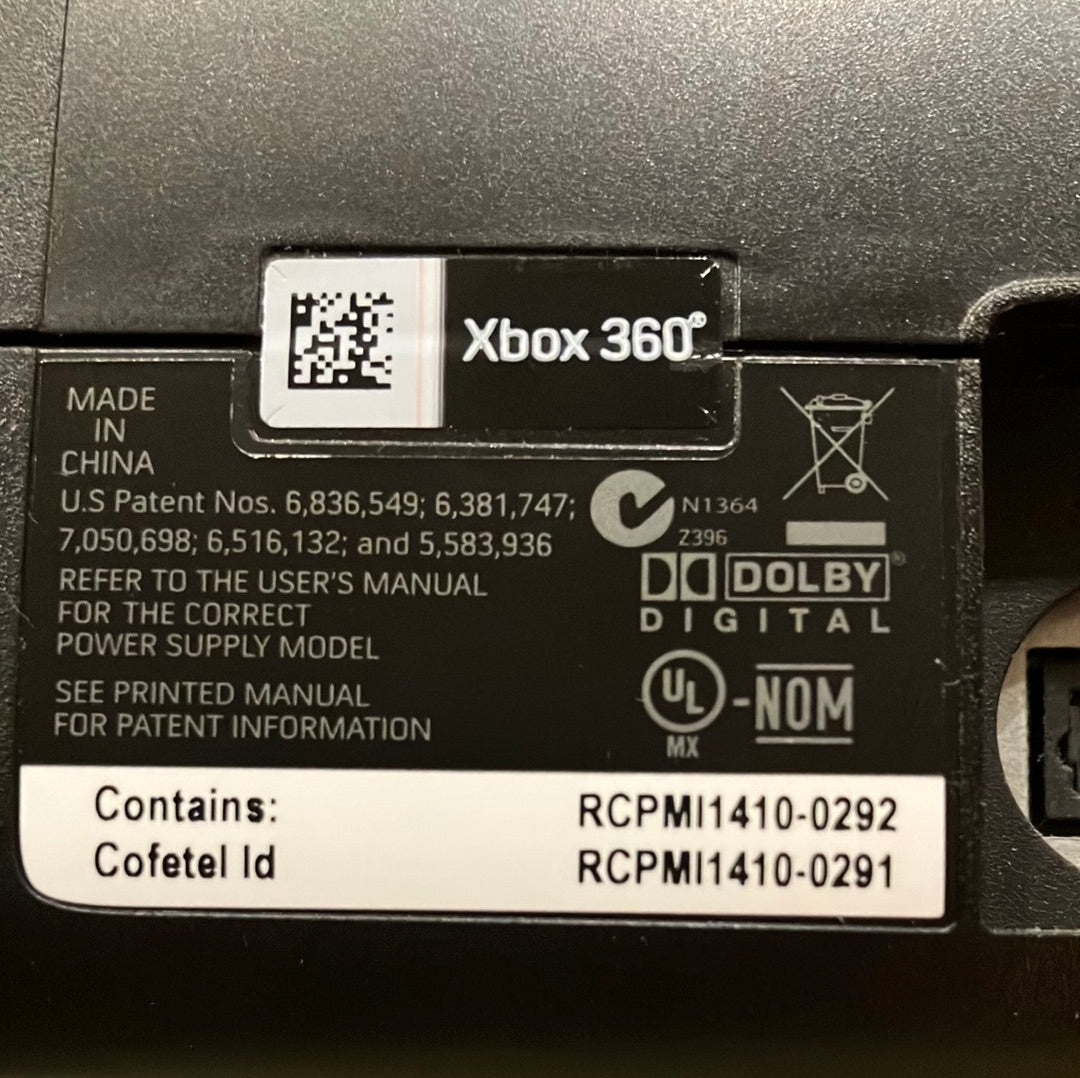 Xbox 360
MADE
IN
CHINA
U.S Patent Nos. 6,836,549; 6,381,747;
7,050,698; 6,516,132; and 5,583,936
REFER TO THE USER'S MANUAL
FOR THE CORRECT
POWER SUPPLY MODEL
SEE PRINTED MANUAL
FOR PATENT INFORMATION
N1364
Z396
DOLBY®
DIGITAL
UL -NOM
MX
Contains: RCPMI1410-0292
Cofetel Id RCPMI1410-0291